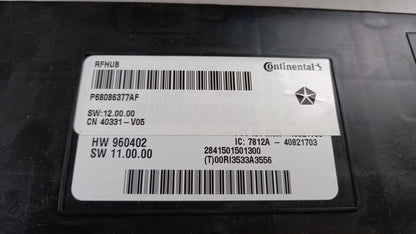 RFHUB
Continental
P68086377AF
SW:12.00.00
CN 40331-V05
HW 960402
SW 11.00.00
IC: 7812A - 40821703
2841501501300
(T)00RI3533A3556